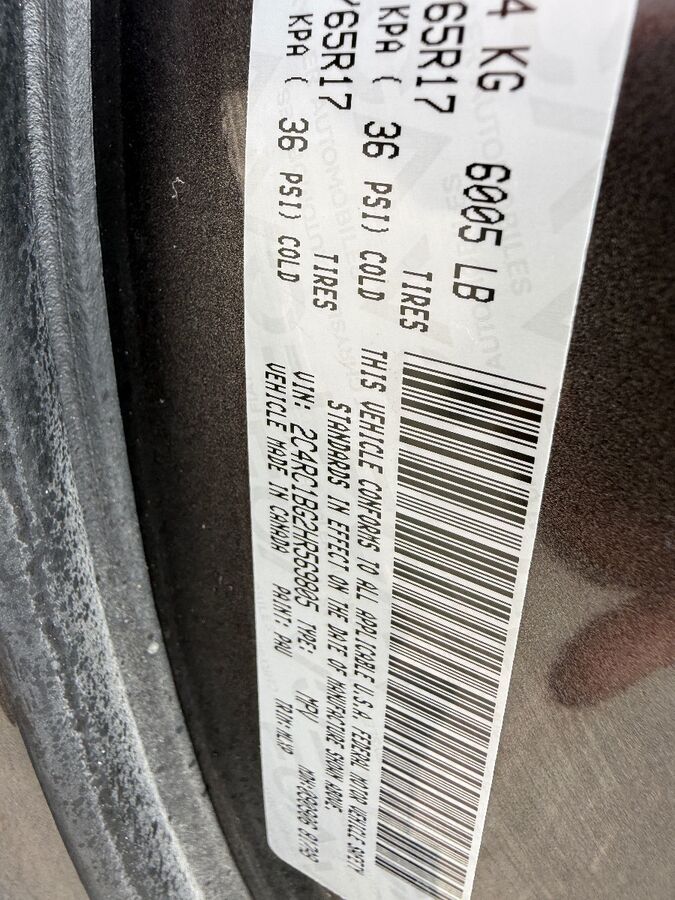 4 KG 6005 LB
65R17 TIRES
KPA ( 36 PSI) COLD
/65R17 TIRES
KPA ( 36 PSI) COLD
THIS VEHICLE CONFORMS TO ALL APPLICABLE U.S.A. FEDERAL MOTOR VEHICLE SAFETY
STANDARDS IN EFFECT ON THE DATE OF MANUFACTURE SHOWN ABOVE.
VIN: 2C4RC1BG2HR569805 TYPE: MPV
VEHICLE MADE IN CANADA PAINT: PAU TRIM: